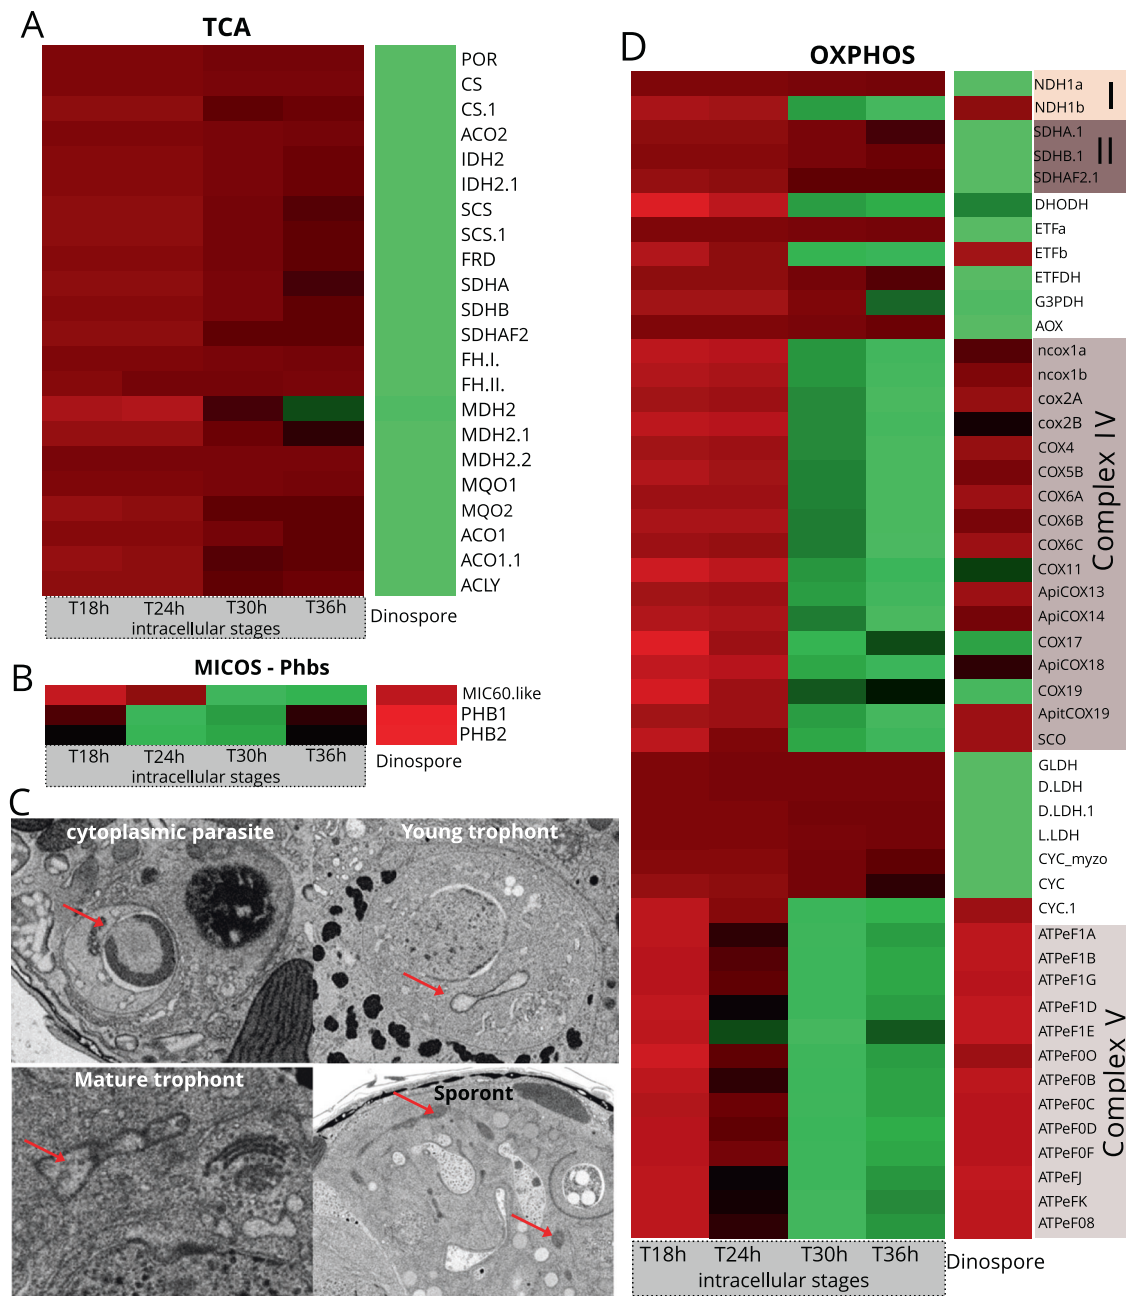 A
TCA
POR
CS
CS.1
ACO2
IDH2
IDH2.1
SCS
SCS.1
FRD
SDHA
SDHB
SDHAF2
FH.I.
FH.II.
MDH2
MDH2.1
MDH2.2
MQO1
MQO2
ACO1
ACO1.1
ACLY
T18h T24h T30h T36h
intracellular stages
Dinospore
B
MICOS - Phbs
MIC60.like
PHB1
PHB2
T18h T24h T30h T36h
intracellular stages
Dinospore
C
cytoplasmic parasite
Young trophont
Mature trophont
Sporont
D
OXPHOS
NDH1a
NDH1b
I
SDHA.1
SDHB.1
SDHAF2.1
II
DHODH
ETFa
ETFb
ETFDH
G3PDH
AOX
ncox1a
ncox1b
cox2A
cox2B
COX4
COX5B
COX6A
COX6B
COX6C
COX11
ApiCOX13
ApiCOX14
COX17
ApiCOX18
COX19
ApitCOX19
SCO
Complex IV
GLDH
D.LDH
D.LDH.1
L.LDH
CYC_myzo
CYC
CYC.1
ATPeF1A
ATPeF1B
ATPeF1G
ATPeF1D
ATPeF1E
ATPeF0O
ATPeF0B
ATPeF0C
ATPeF0D
ATPeF0F
ATPeFJ
ATPeFK
ATPeF08
Complex V
T18h T24h T30h T36h
intracellular stages
Dinospore